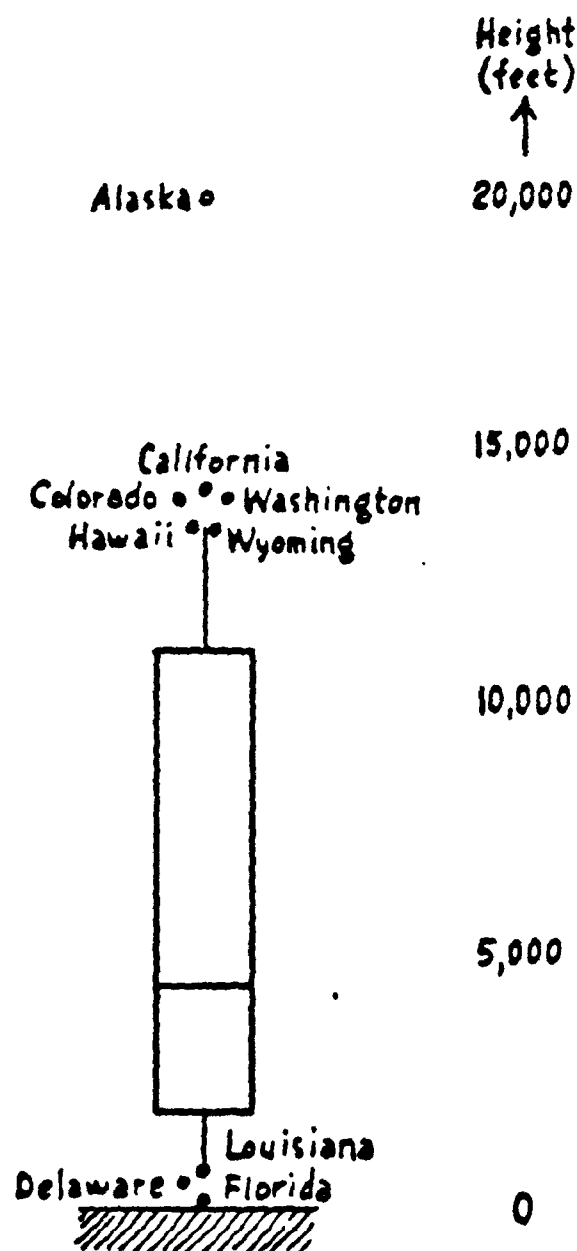 Height
(feet)
Alaska 20,000
15,000
California
Colorado Washington
Hawaii Wyoming
10,000
5,000
Louisiana
Delaware Florida
0